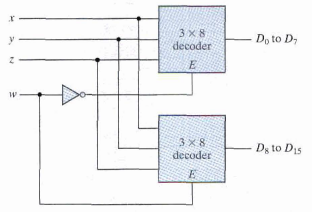 x
y
z
w
3 × 8
decoder
E
D₀ to D₇
3 × 8
decoder
E
D₈ to D₁₅